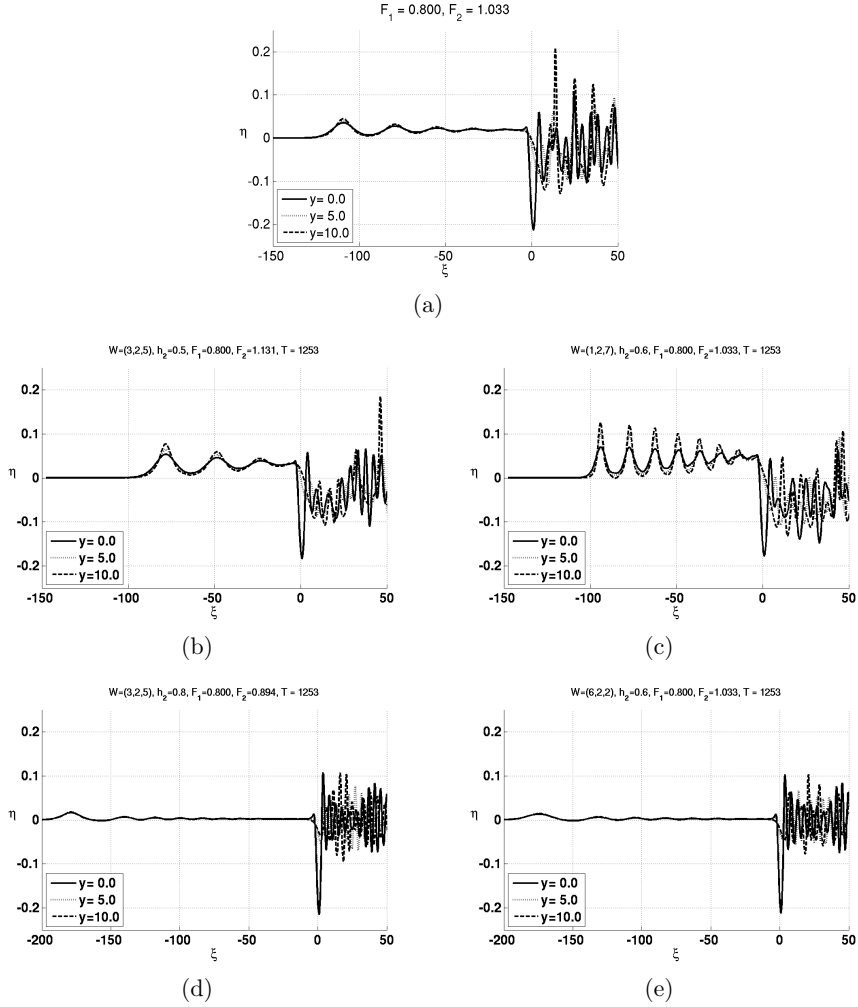 F1 = 0.800, F2 = 1.033
0.2
0.1
η
0
-0.1
-0.2
y= 0.0
y= 5.0
y=10.0
-150 -100 -50 0 50
ξ
(a)
W=(3,2,5), h2=0.5, F1=0.800, F2=1.131, T = 1253
0.2
0.1
η
0
-0.1
-0.2
y= 0.0
y= 5.0
y=10.0
-150 -100 -50 0 50
ξ
(b)
W=(1,2,7), h2=0.6, F1=0.800, F2=1.033, T = 1253
0.2
0.1
η
0
-0.1
-0.2
y= 0.0
y= 5.0
y=10.0
-150 -100 -50 0 50
ξ
(c)
W=(3,2,5), h2=0.8, F1=0.800, F2=0.894, T = 1253
0.2
0.1
η
0
-0.1
-0.2
y= 0.0
y= 5.0
y=10.0
-200 -150 -100 -50 0 50
ξ
(d)
W=(6,2,2), h2=0.6, F1=0.800, F2=1.033, T = 1253
0.2
0.1
η
0
-0.1
-0.2
y= 0.0
y= 5.0
y=10.0
-200 -150 -100 -50 0 50
ξ
(e)